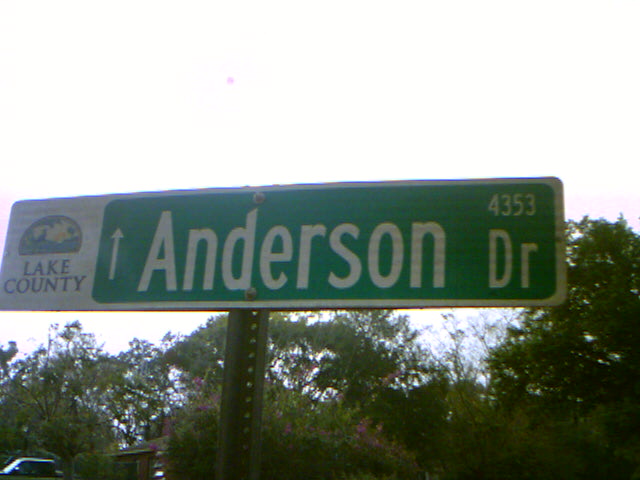 LAKE
COUNTY
↑ Anderson Dr
4353